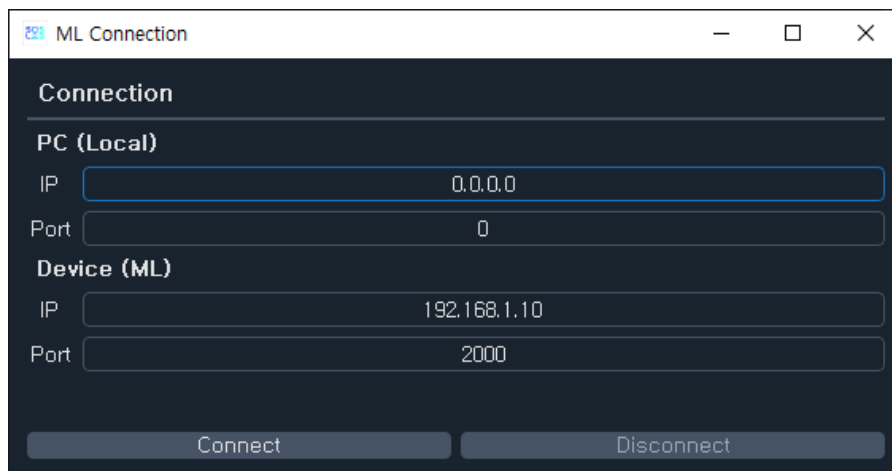 ML Connection
Connection
PC (Local)
IP 0.0.0.0
Port 0
Device (ML)
IP 192.168.1.10
Port 2000
Connect Disconnect